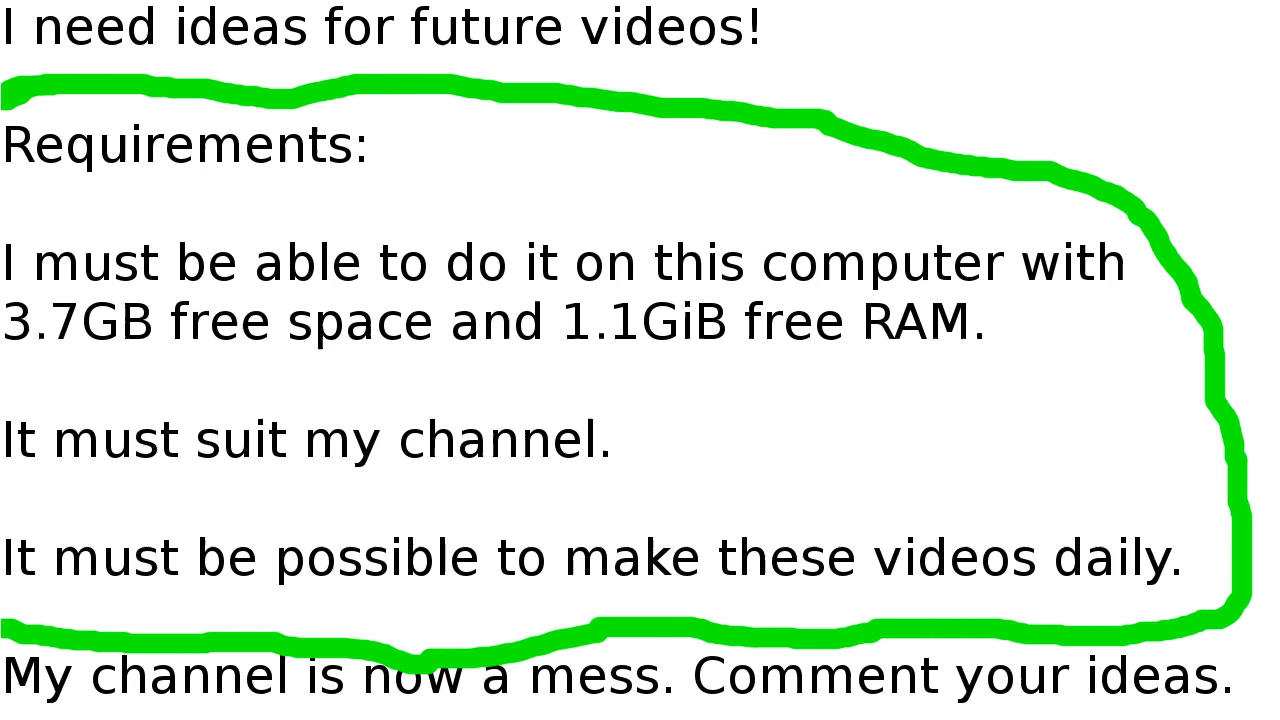 I need ideas for future videos!
Requirements:
I must be able to do it on this computer with
3.7GB free space and 1.1GiB free RAM.
It must suit my channel.
It must be possible to make these videos daily.
My channel is now a mess. Comment your ideas.